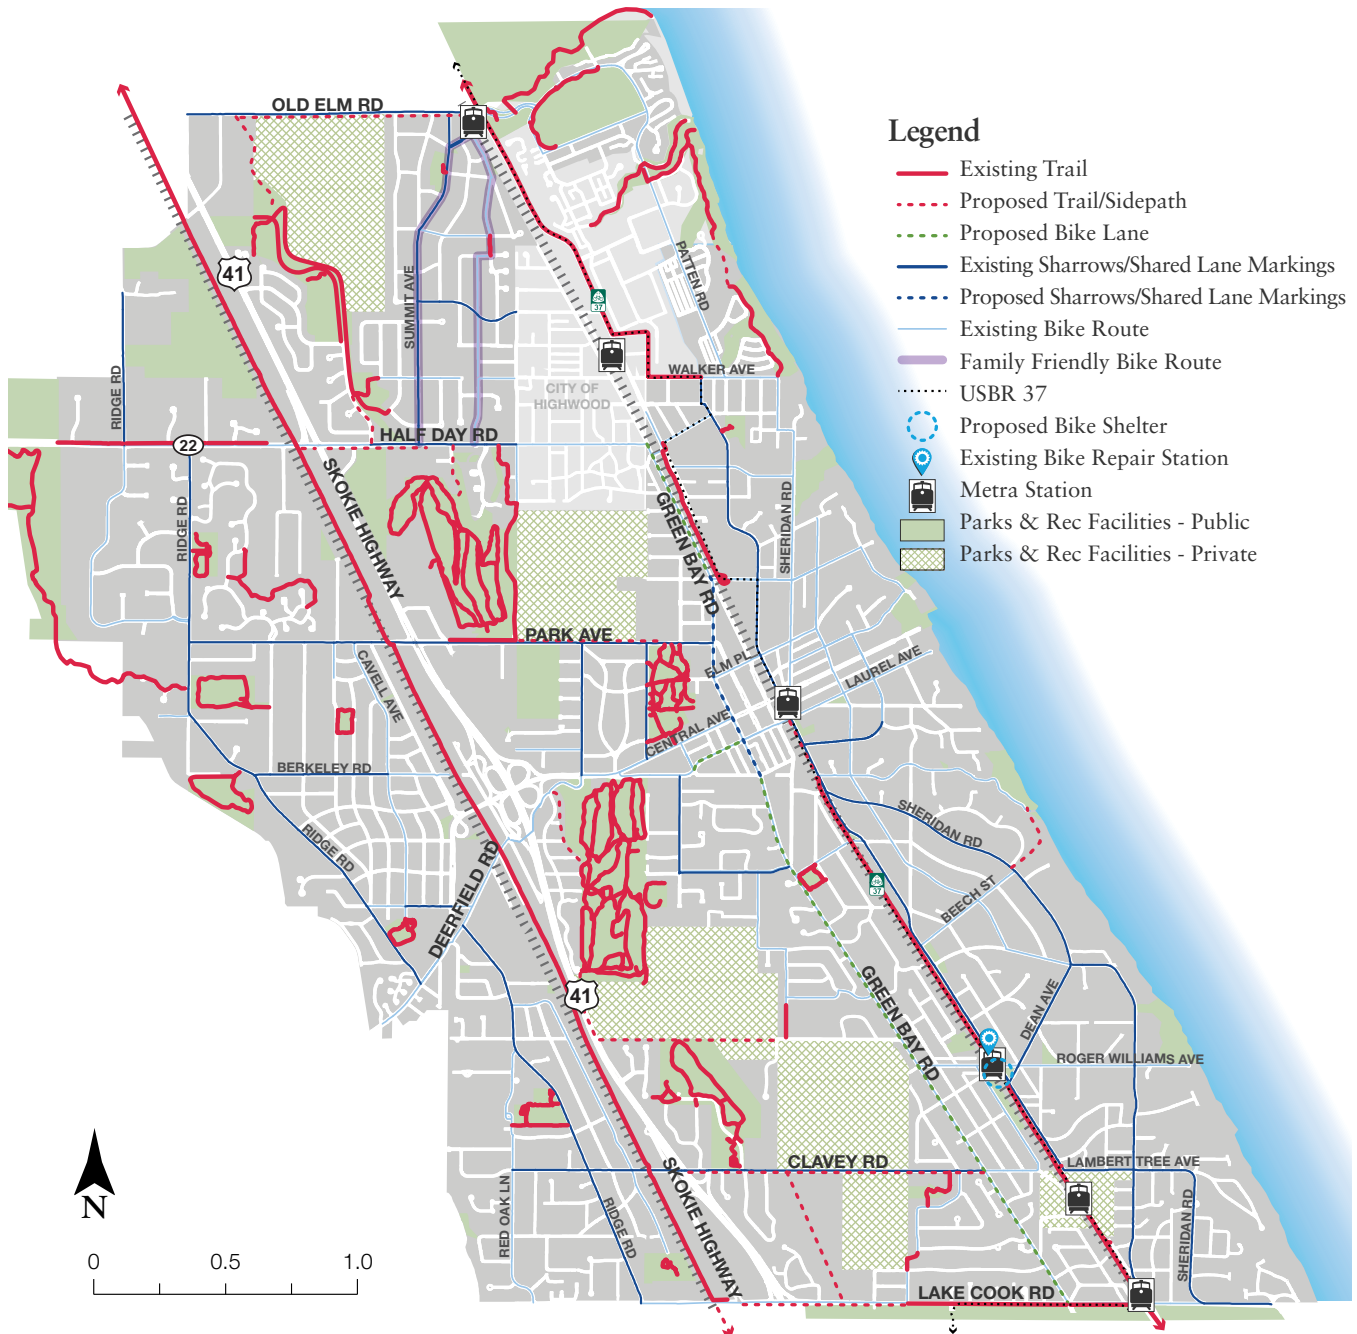 OLD ELM RD
Legend
Existing Trail
Proposed Trail/Sidepath
Proposed Bike Lane
Existing Sharrows/Shared Lane Markings
Proposed Sharrows/Shared Lane Markings
Existing Bike Route
Family Friendly Bike Route
USBR 37
Proposed Bike Shelter
Existing Bike Repair Station
Metra Station
Parks & Rec Facilities - Public
Parks & Rec Facilities - Private
41
PATTEN RD
SUMMIT AVE
37
RIDGE RD
WALKER AVE
CITY OF
HIGHWOOD
HALF DAY RD
22
SKOKIE HIGHWAY
RIDGE RD
GREEN BAY RD
SHERIDAN RD
PARK AVE
CAVELL AVE
ELM PL
LAUREL AVE
CENTRAL AVE
BERKELEY RD
RIDGE RD
DEERFIELD RD
SHERIDAN RD
37
BEECH ST
41
GREEN BAY RD
DEAN AVE
ROGER WILLIAMS AVE
CLAVEY RD
LAMBERT TREE AVE
RED OAK LN
RIDGE RD
SKOKIE HIGHWAY
SHERIDAN RD
LAKE COOK RD
N
0 0.5 1.0